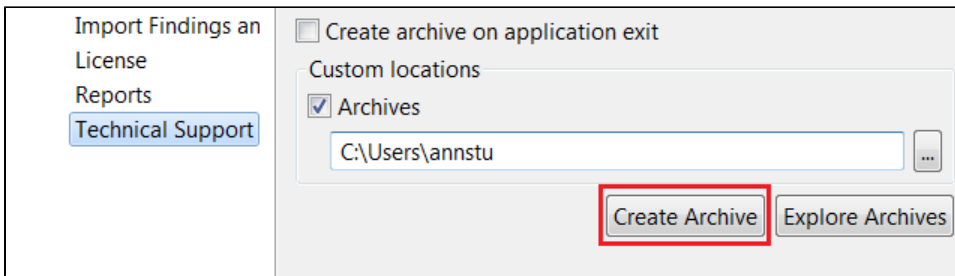 Import Findings an
License
Reports
Technical Support
Create archive on application exit
Custom locations
Archives
C:\Users\annstu
...
Create Archive
Explore Archives